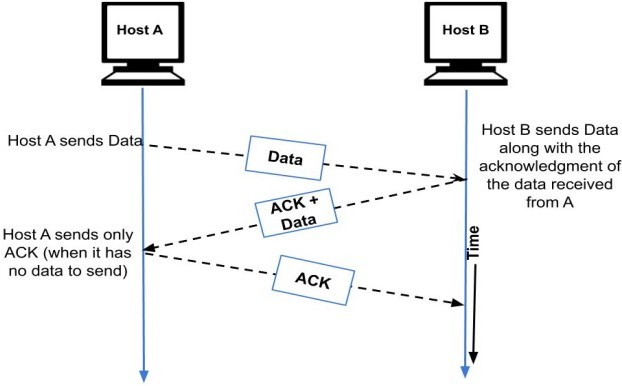 Host A
Host B
Host A sends Data
Data
Host B sends Data
along with the
acknowledgment of
the data received
from A
ACK +
Data
Host A sends only
ACK (when it has
no data to send)
Time
ACK